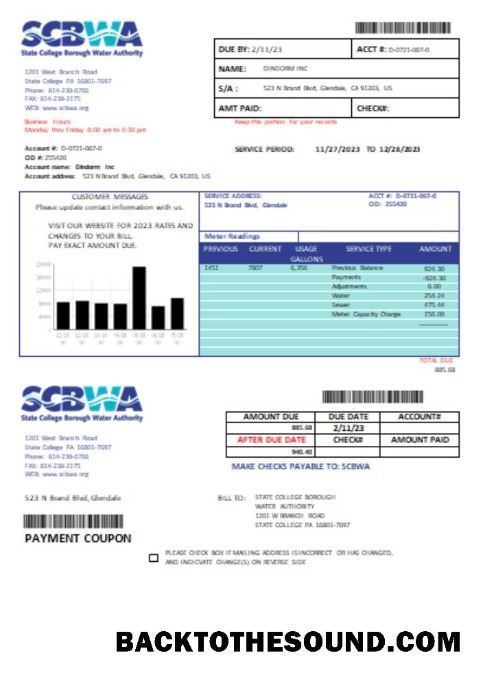 SCBWA
State College Borough Water Authority
1201 West Branch Road
State College PA 16801-7697
Phone: 814-238-6766
FAX: 814-238-2175
WEB: www.scbwa.org
Business Hours:
Monday thru Friday 8:00 am to 4:30 pm
Account #: D-0721-067-0
CID #: 255420
Account name: Dindorm Inc
Account address: 523 N Brand Blvd, Glendale, CA 91203, US
DUE BY: 2/11/23 ACCT #: D-0721-067-0
NAME: DINDORM INC
S/A : 523 N Brand Blvd, Glendale, CA 91203, US
AMT PAID: CHECK#:
Keep this portion for your records
SERVICE PERIOD: 11/27/2023 TO 12/28/2023
CUSTOMER MESSAGES
Please update contact information with us.
VISIT OUR WEBSITE FOR 2023 RATES AND
CHANGES TO YOUR BILL.
PAY EXACT AMOUNT DUE.
SERVICE ADDRESS: ACCT #: D-0721-067-0
523 N Brand Blvd, Glendale CID: 255420
Meter Readings
PREVIOUS CURRENT USAGE SERVICE TYPE AMOUNT
GALLONS
1451 7807 6,356 Previous Balance 924.30
Payments -924.30
Adjustments 0.00
Water 254.24
Sewer 475.44
Meter Capacity Charge 156.00
TOTAL DUE
885.68
SCBWA
State College Borough Water Authority
1201 West Branch Road
State College PA 16801-7697
Phone: 814-238-6766
FAX: 814-238-2175
WEB: www.scbwa.org
AMOUNT DUE DUE DATE ACCOUNT#
885.68 2/11/23
AFTER DUE DATE CHECK# AMOUNT PAID
940.40
MAKE CHECKS PAYABLE TO: SCBWA
523 N Brand Blvd, Glendale
BILL TO: STATE COLLEGE BOROUGH
WATER AUTHORITY
1201 W BRANCH ROAD
STATE COLLEGE PA 16801-7697
PAYMENT COUPON
PLEASE CHECK BOX IF MAILING ADDRESS IS INCORRECT OR HAS CHANGED,
AND INDICVATE CHANGE(S) ON REVERSE SIDE
BACKTOTHESOUND.COM